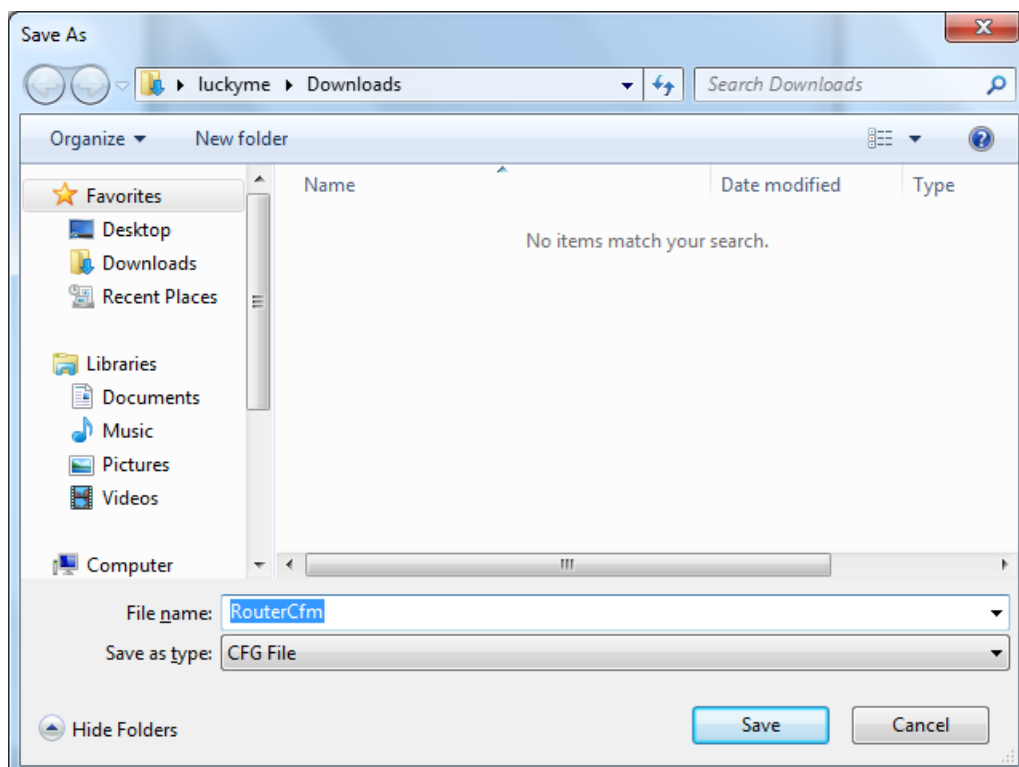 Save As
luckyme Downloads
Search Downloads
Organize
New folder
Name
Date modified
Type
Favorites
Desktop
Downloads
Recent Places
No items match your search.
Libraries
Documents
Music
Pictures
Videos
Computer
File name: RouterCfm
Save as type: CFG File
Hide Folders
Save
Cancel